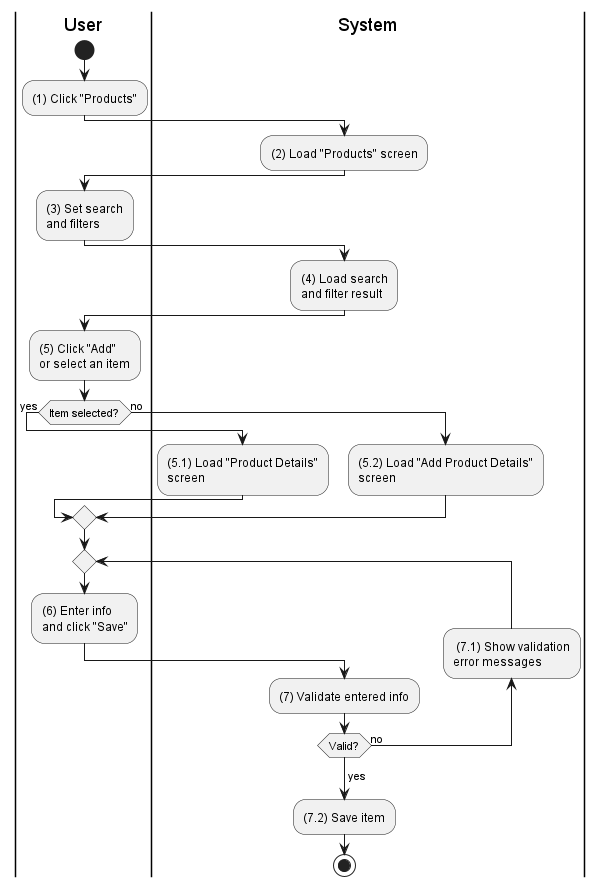 User
System
(1) Click "Products"
(2) Load "Products" screen
(3) Set search
and filters
(4) Load search
and filter result
(5) Click "Add"
or select an item
yes
Item selected?
no
(5.1) Load "Product Details"
screen
(5.2) Load "Add Product Details"
screen
(6) Enter info
and click "Save"
(7.1) Show validation
error messages
(7) Validate entered info
Valid?
no
yes
(7.2) Save item